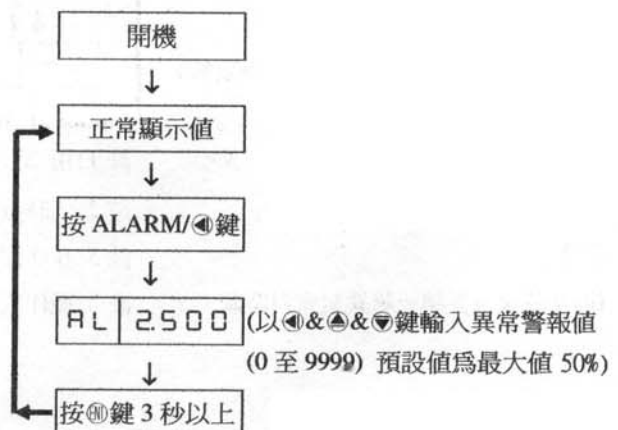 開機
↓
正常顯示值
↓
按 ALARM/◀鍵
↓
AL 2.500 (以◀&▲&▼鍵輸入異常警報值
(0 至 9999) 預設值爲最大值 50%)
↓
按鍵 3 秒以上